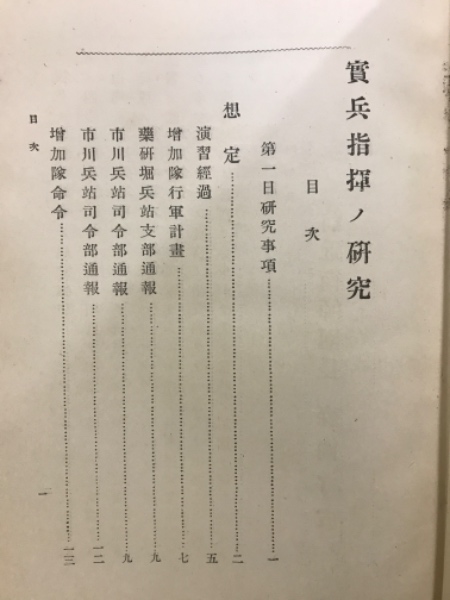 實兵指揮ノ研究
目次
第一日研究事項……一
想定……二
演習經過……五
增加隊行軍計畫……七
藥研堀兵站支部通報……九
市川兵站司令部通報……九
市川兵站司令部通報……一二
增加隊命令……一三
目次
一